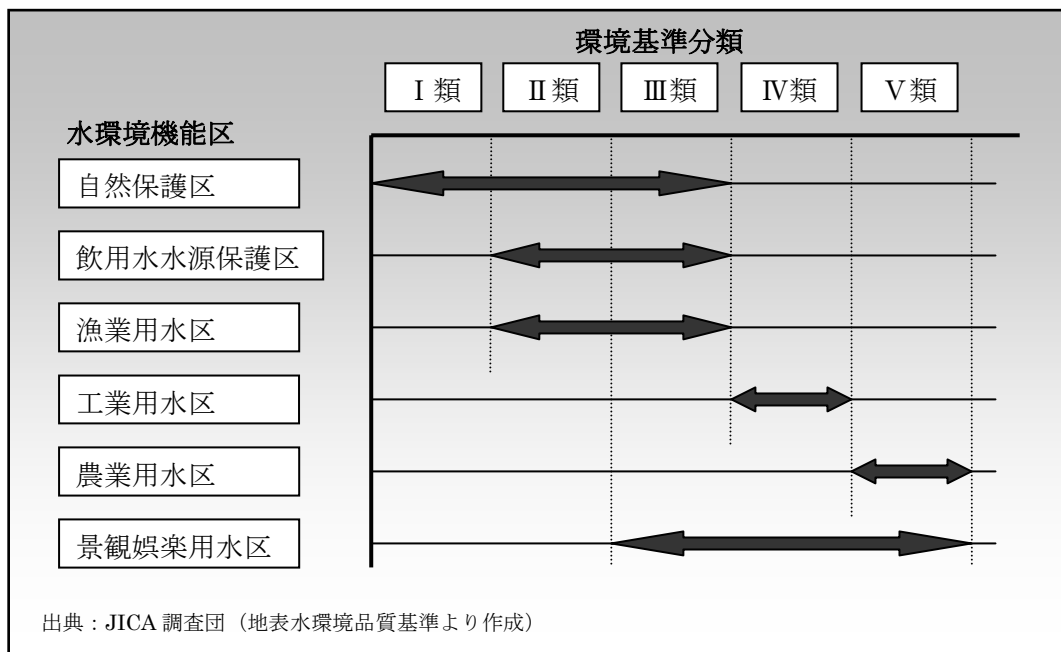 環境基準分類
Ⅰ類 Ⅱ類 Ⅲ類 Ⅳ類 Ⅴ類
水環境機能区
自然保護区
飲用水水源保護区
漁業用水区
工業用水区
農業用水区
景観娯楽用水区
出典：JICA 調査団（地表水環境品質基準より作成）